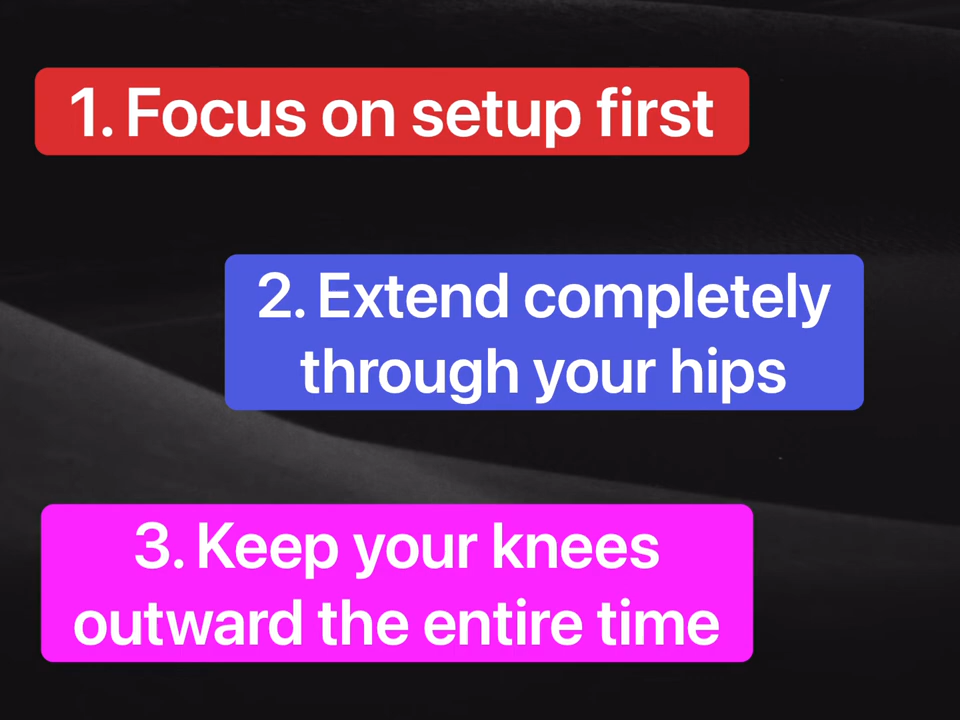 1. Focus on setup first
2. Extend completely
through your hips
3. Keep your knees
outward the entire time